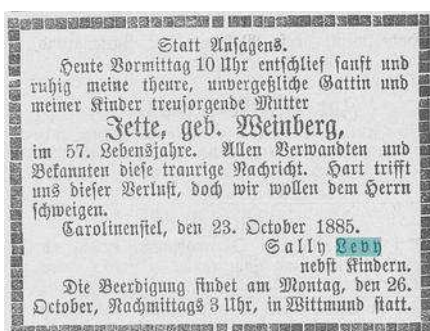 Statt Ansagens.
Heute Vormittag 10 Uhr entschlief sanft und
ruhig meine theure, unvergeßliche Gattin und
meiner Kinder treusorgende Mutter
Jette, geb. Weinberg,
im 57. Lebensjahre. Allen Verwandten und
Bekannten diese traurige Nachricht. Hart trifft
uns dieser Verlust, doch wir wollen dem Herrn
schweigen.
Carolinensiel, den 23. October 1885.
Sally Levy
nebst Kindern.
Die Beerdigung findet am Montag, den 26.
October, Nachmittags 3 Uhr, in Wittmund statt.